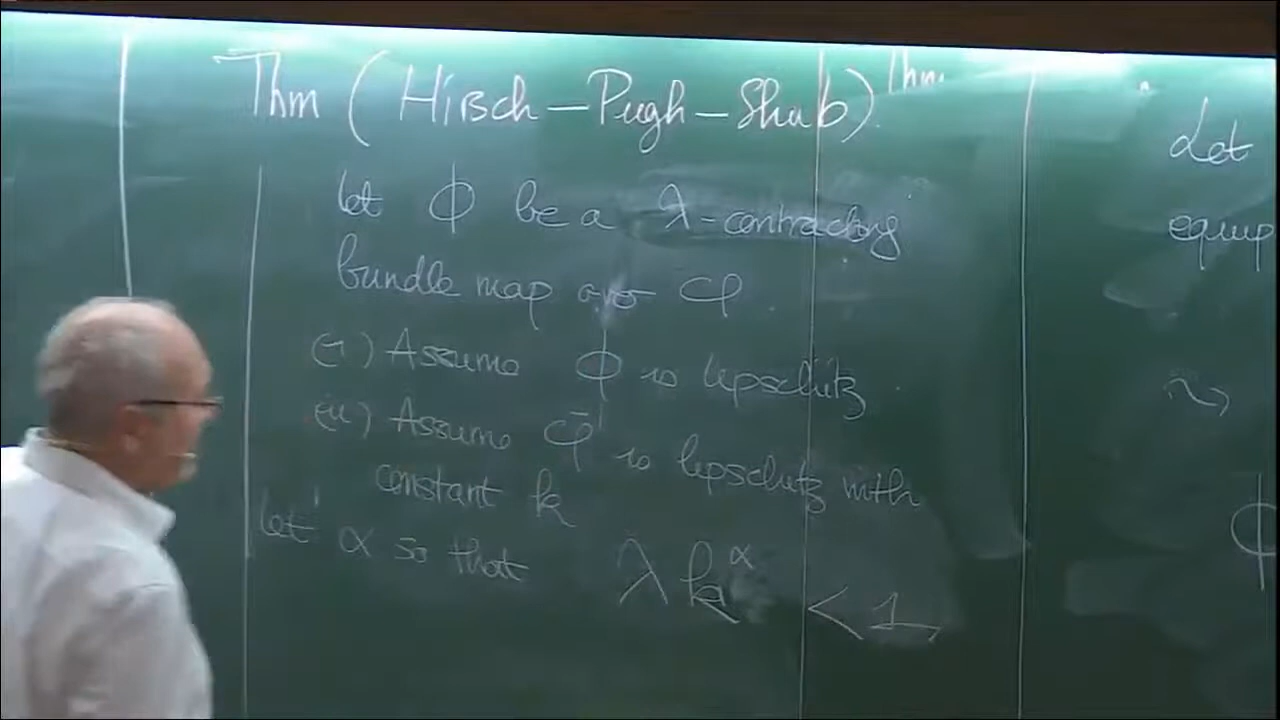 Thm (Hirsch-Pugh-Shub).
Thm.
let ϕ be a λ-contracting
bundle map over φ.
(i) Assume ϕ is lipschitz.
(ii) Assume φ⁻¹ is lipschitz with
constant k
let α so that λ k^α < 1
Let
equip
ϕ